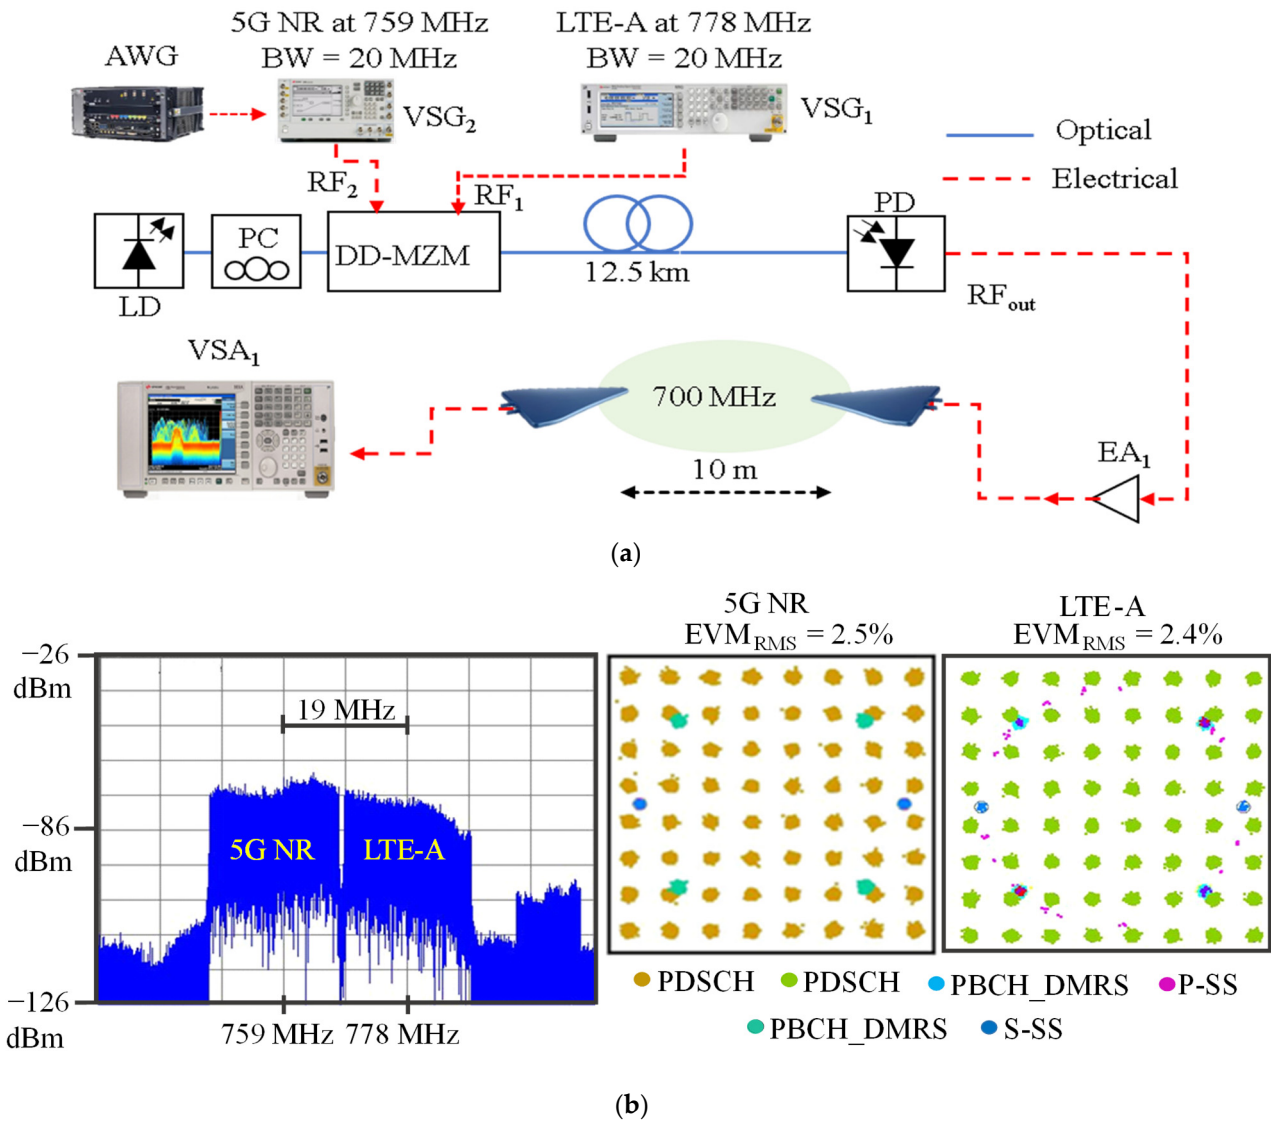 5G NR at 759 MHz
BW = 20 MHz
LTE-A at 778 MHz
BW = 20 MHz
AWG
VSG2
VSG1
Optical
Electrical
RF2
RF1
PD
PC
DD-MZM
12.5 km
LD
RFout
VSA1
700 MHz
10 m
EA1
(a)
5G NR
EVMRMS = 2.5%
LTE-A
EVMRMS = 2.4%
−26
dBm
19 MHz
−86
dBm
5G NR
LTE-A
−126
dBm
759 MHz
778 MHz
PDSCH
PDSCH
PBCH_DMRS
P-SS
PBCH_DMRS
S-SS
(b)